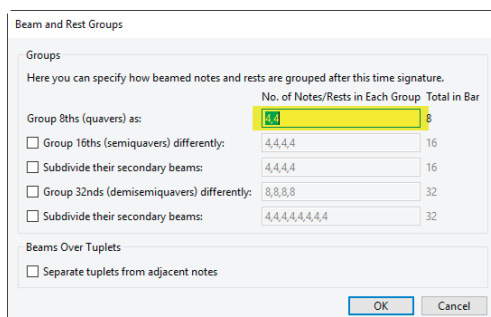 Beam and Rest Groups
Groups
Here you can specify how beamed notes and rests are grouped after this time signature.
No. of Notes/Rests in Each Group Total in Bar
Group 8ths (quavers) as: 4,4 8
Group 16ths (semiquavers) differently: 4,4,4,4 16
Subdivide their secondary beams: 4,4,4,4 16
Group 32nds (demisemiquavers) differently: 8,8,8,8 32
Subdivide their secondary beams: 4,4,4,4,4,4,4,4 32
Beams Over Tuplets
Separate tuplets from adjacent notes
OK Cancel